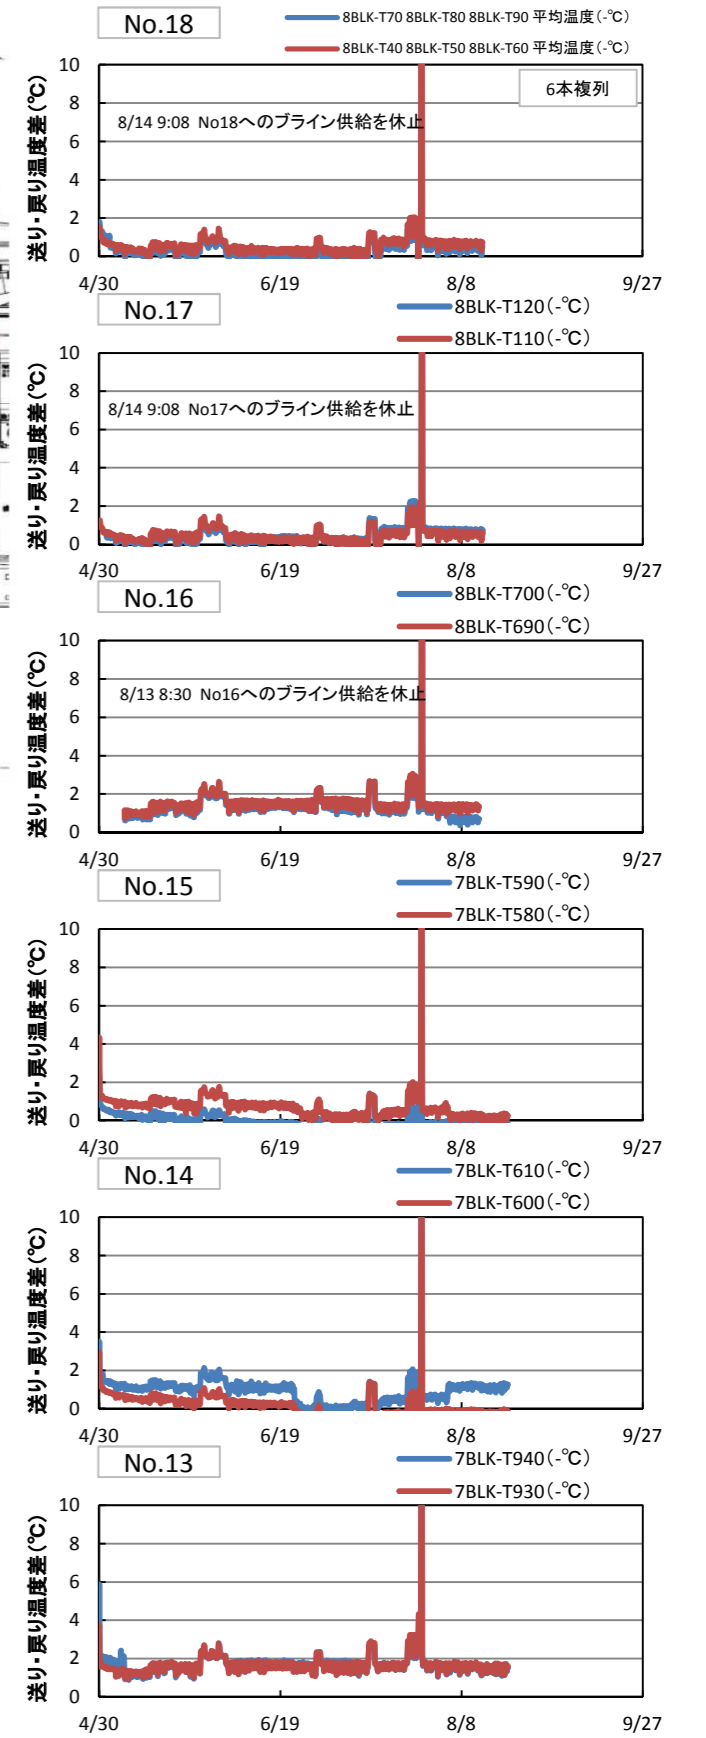 No.18
8BLK-T70 8BLK-T80 8BLK-T90 平均温度(-℃)
8BLK-T40 8BLK-T50 8BLK-T60 平均温度(-℃)
送り・戻り温度差(℃)
10
8
6
4
2
0
6本複列
8/14 9:08 No18へのブライン供給を休止
4/30 6/19 8/8 9/27
No.17
8BLK-T120(-℃)
8BLK-T110(-℃)
送り・戻り温度差(℃)
10
8
6
4
2
0
8/14 9:08 No17へのブライン供給を休止
4/30 6/19 8/8 9/27
No.16
8BLK-T700(-℃)
8BLK-T690(-℃)
送り・戻り温度差(℃)
10
8
6
4
2
0
8/13 8:30 No16へのブライン供給を休止
4/30 6/19 8/8 9/27
No.15
7BLK-T590(-℃)
7BLK-T580(-℃)
送り・戻り温度差(℃)
10
8
6
4
2
0
4/30 6/19 8/8 9/27
No.14
7BLK-T610(-℃)
7BLK-T600(-℃)
送り・戻り温度差(℃)
10
8
6
4
2
0
4/30 6/19 8/8 9/27
No.13
7BLK-T940(-℃)
7BLK-T930(-℃)
送り・戻り温度差(℃)
10
8
6
4
2
0
4/30 6/19 8/8 9/27